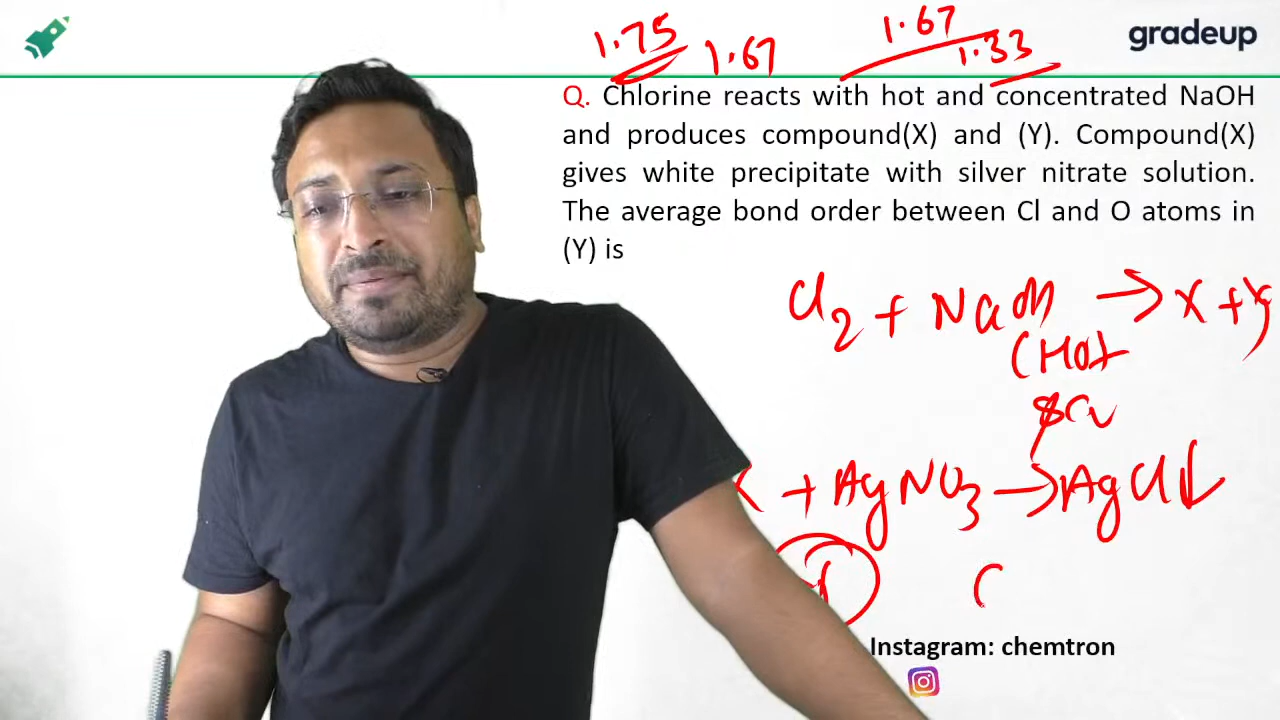 gradeup
1.75 1.67 1.67 1.33
Q. Chlorine reacts with hot and concentrated NaOH
and produces compound(X) and (Y). Compound(X)
gives white precipitate with silver nitrate solution.
The average bond order between Cl and O atoms in
(Y) is
Cl2 + NaOH → X + Y
(Hot
+ AgNO3 → AgCl↓
Instagram: chemtron